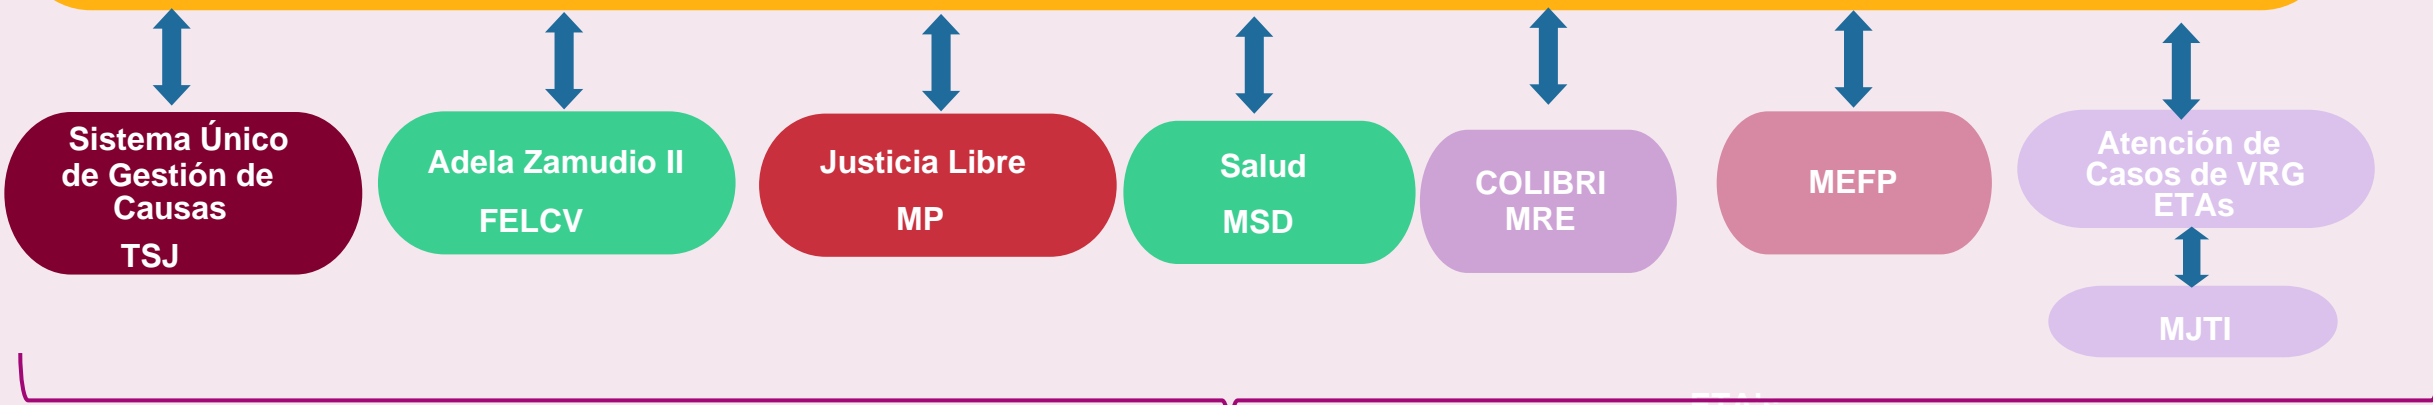 Sistema Único
de Gestión de
Causas
TSJ
Adela Zamudio II
FELCV
Justicia Libre
MP
Salud
MSD
COLIBRI
MRE
MEFP
Atención de
Casos de VRG
ETAs
MJTI